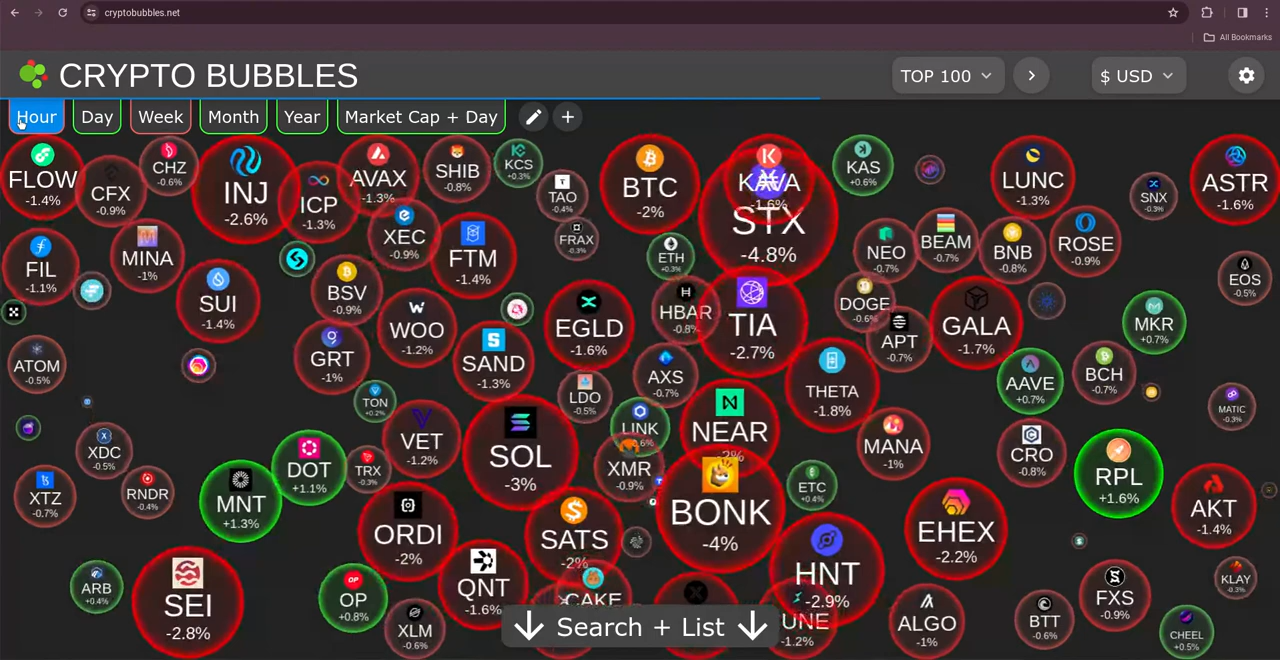 cryptobubbles.net
All Bookmarks
CRYPTO BUBBLES
TOP 100
$ USD
Hour
Day
Week
Month
Year
Market Cap + Day
FLOW
-1.4%
CFX
-0.9%
CHZ
-0.6%
INJ
-2.6%
ICP
-1.3%
AVAX
-1.3%
SHIB
-0.8%
KCS
+0.3%
TAO
-0.4%
FRAX
-0.3%
BTC
-2%
KAVA
-1.6%
STX
-4.8%
KAS
+0.6%
LUNC
-1.3%
SNX
-0.3%
ASTR
-1.6%
FIL
-1.1%
MINA
-1%
SUI
-1.4%
XEC
-0.9%
BSV
-0.9%
FTM
-1.4%
ETH
+0.3%
NEO
-0.7%
BEAM
-0.7%
BNB
-0.8%
ROSE
-0.9%
EOS
-0.5%
WOO
-1.2%
EGLD
-1.6%
HBAR
-0.8%
TIA
-2.7%
DOGE
-0.6%
APT
-0.7%
GALA
-1.7%
MKR
+0.7%
ATOM
-0.5%
GRT
-1%
SAND
-1.3%
AXS
-0.7%
THETA
-1.8%
AAVE
+0.7%
BCH
-0.7%
MATIC
-0.3%
TON
+0.2%
LDO
-0.5%
LINK
NEAR
-2%
XDC
-0.5%
VET
-1.2%
SOL
-3%
MANA
-1%
CRO
-0.8%
RPL
+1.6%
XTZ
-0.7%
RNDR
-0.4%
MNT
+1.3%
DOT
+1.1%
TRX
-0.3%
XMR
-0.9%
ETC
+0.4%
AKT
-1.4%
ORDI
-2%
SATS
-2%
BONK
-4%
EHEX
-2.2%
ARB
+0.4%
SEI
-2.8%
OP
+0.8%
QNT
-1.6%
CAKE
HNT
-2.9%
FXS
-0.9%
KLAY
-0.3%
XLM
-0.6%
UNE
-1.2%
ALGO
-1%
BTT
-0.6%
CHEEL
+0.5%
Search + List